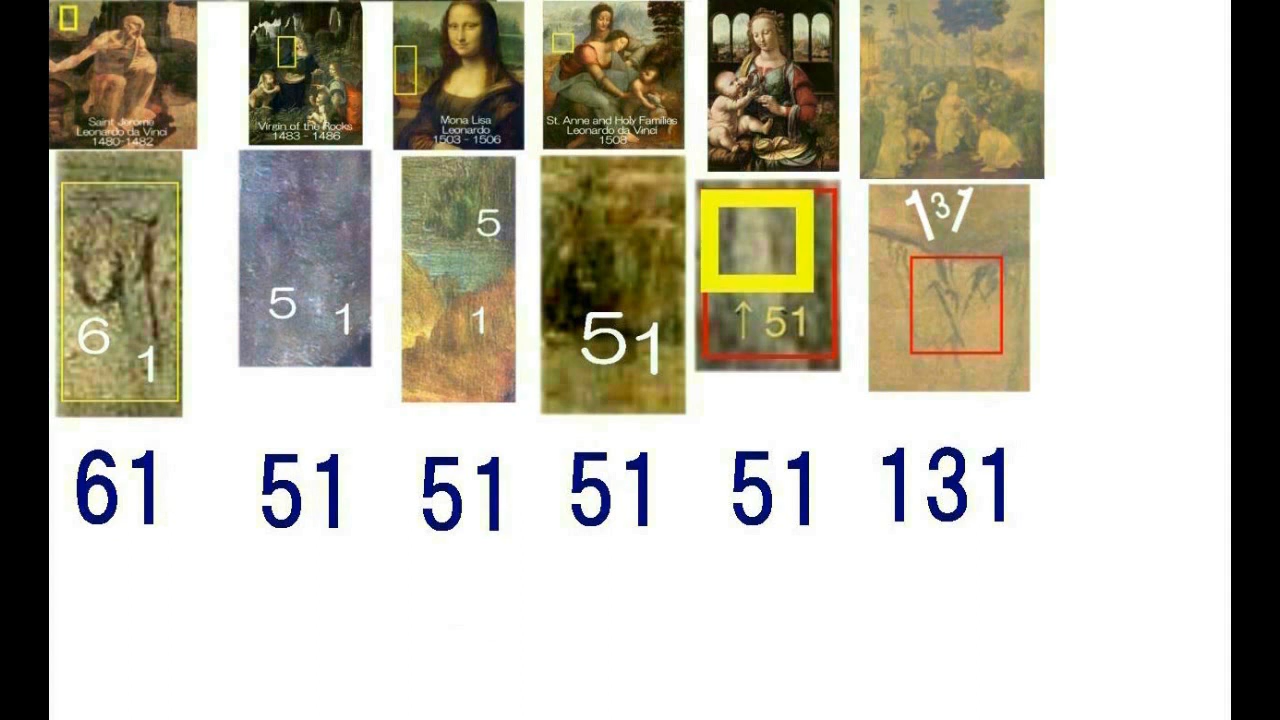 Saint Jerome
Leonardo da Vinci
1480-1482
Virgin of the Rocks
1483 - 1486
Mona Lisa
Leonardo
1503 - 1506
St. Anne and Holy Families
Leonardo da Vinci
1508
6
1
5
1
5
1
51
↑ 51
131
61
51
51
51
51
131